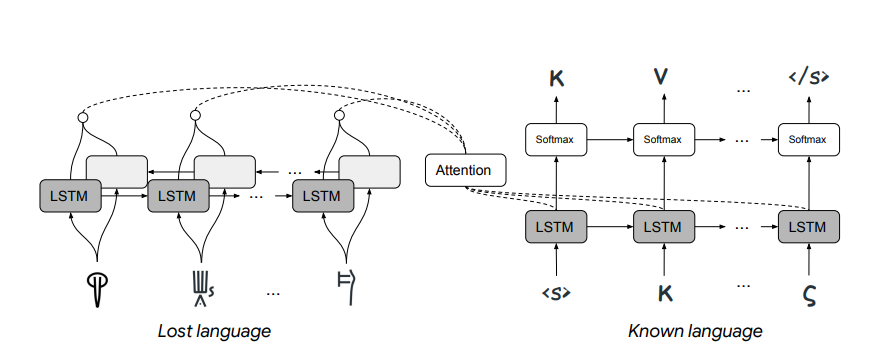 K V ... </s>
Softmax Softmax ... Softmax
Attention
LSTM LSTM ... LSTM
...
LSTM LSTM ... LSTM
... <s> K ... ς
Lost language Known language